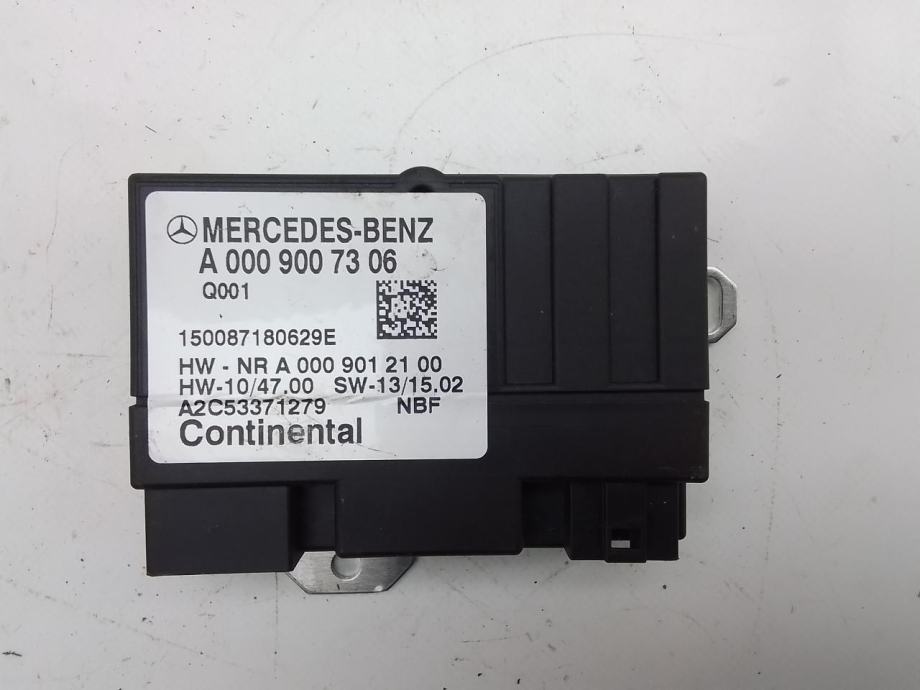 MERCEDES-BENZ
A 000 900 73 06
Q001
150087180629E
HW - NR A 000 901 21 00
HW-10/47.00 SW-13/15.02
A2C53371279 NBF
Continental